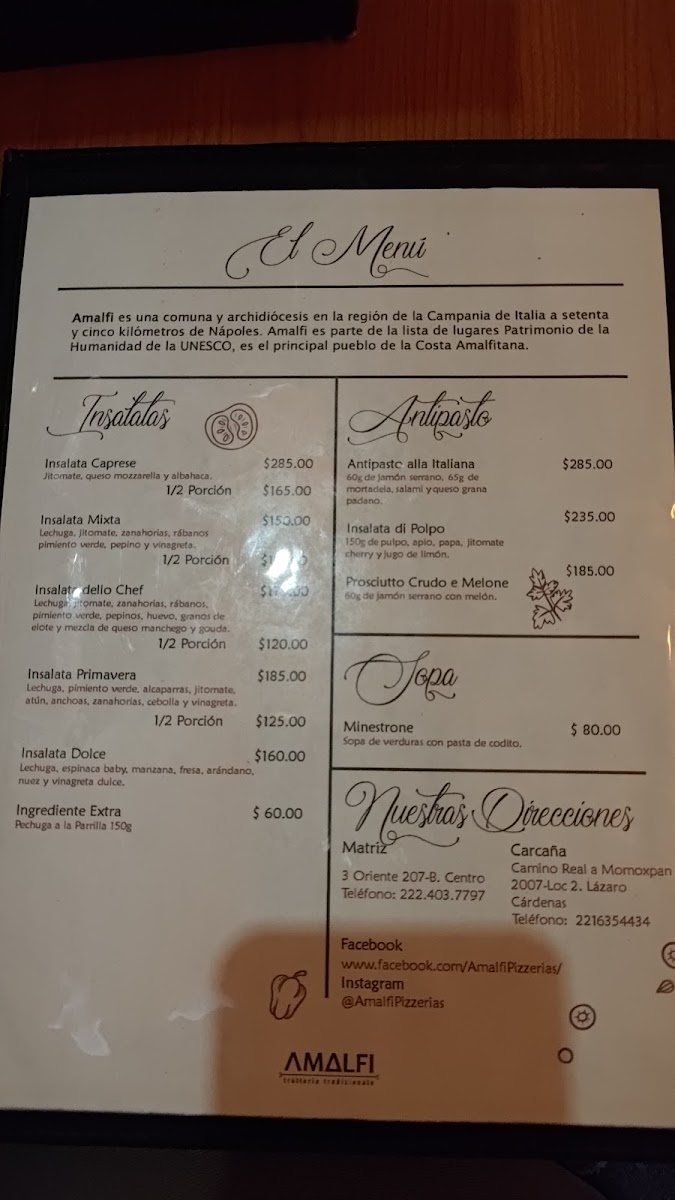 El Menú
Amalfi es una comuna y archidiócesis en la región de la Campania de Italia a setenta
y cinco kilómetros de Nápoles. Amalfi es parte de la lista de lugares Patrimonio de la
Humanidad de la UNESCO, es el principal pueblo de la Costa Amalfitana.
Insalatas
Insalata Caprese $285.00
Jitomate, queso mozzarella y albahaca.
1/2 Porción $165.00
Insalata Mixta $150.00
Lechuga, jitomate, zanahorias, rábanos
pimiento verde, pepino y vinagreta.
1/2 Porción
Insalata dello Chef
Lechuga, jitomate, zanahorias, rábanos,
pimiento verde, pepinos, huevo, granos de
elote y mezcla de queso manchego y gouda.
1/2 Porción $120.00
Insalata Primavera $185.00
Lechuga, pimiento verde, alcaparras, jitomate,
atún, anchoas, zanahorias, cebolla y vinagreta.
1/2 Porción $125.00
Insalata Dolce $160.00
Lechuga, espinaca baby, manzana, fresa, arándano,
nuez y vinagreta dulce.
Ingrediente Extra $ 60.00
Pechuga a la Parrilla 150g
Antipasto
Antipasto alla Italiana $285.00
60g de jamón serrano, 65g de
mortadela, salami y queso grana
padano.
Insalata di Polpo $235.00
150g de pulpo, apio, papa, jitomate
cherry y jugo de limón.
Prosciutto Crudo e Melone $185.00
60g de jamón serrano con melón.
Sopa
Minestrone $ 80.00
Sopa de verduras con pasta de codito.
Nuestras Direcciones
Matriz
3 Oriente 207-B. Centro
Teléfono: 222.403.7797
Carcaña
Camino Real a Momoxpan
2007-Loc 2. Lázaro
Cárdenas
Teléfono: 2216354434
Facebook
www.facebook.com/AmalfiPizzerias/
Instagram
@AmalfiPizzerias
AMALFI
trattoria tradizionale